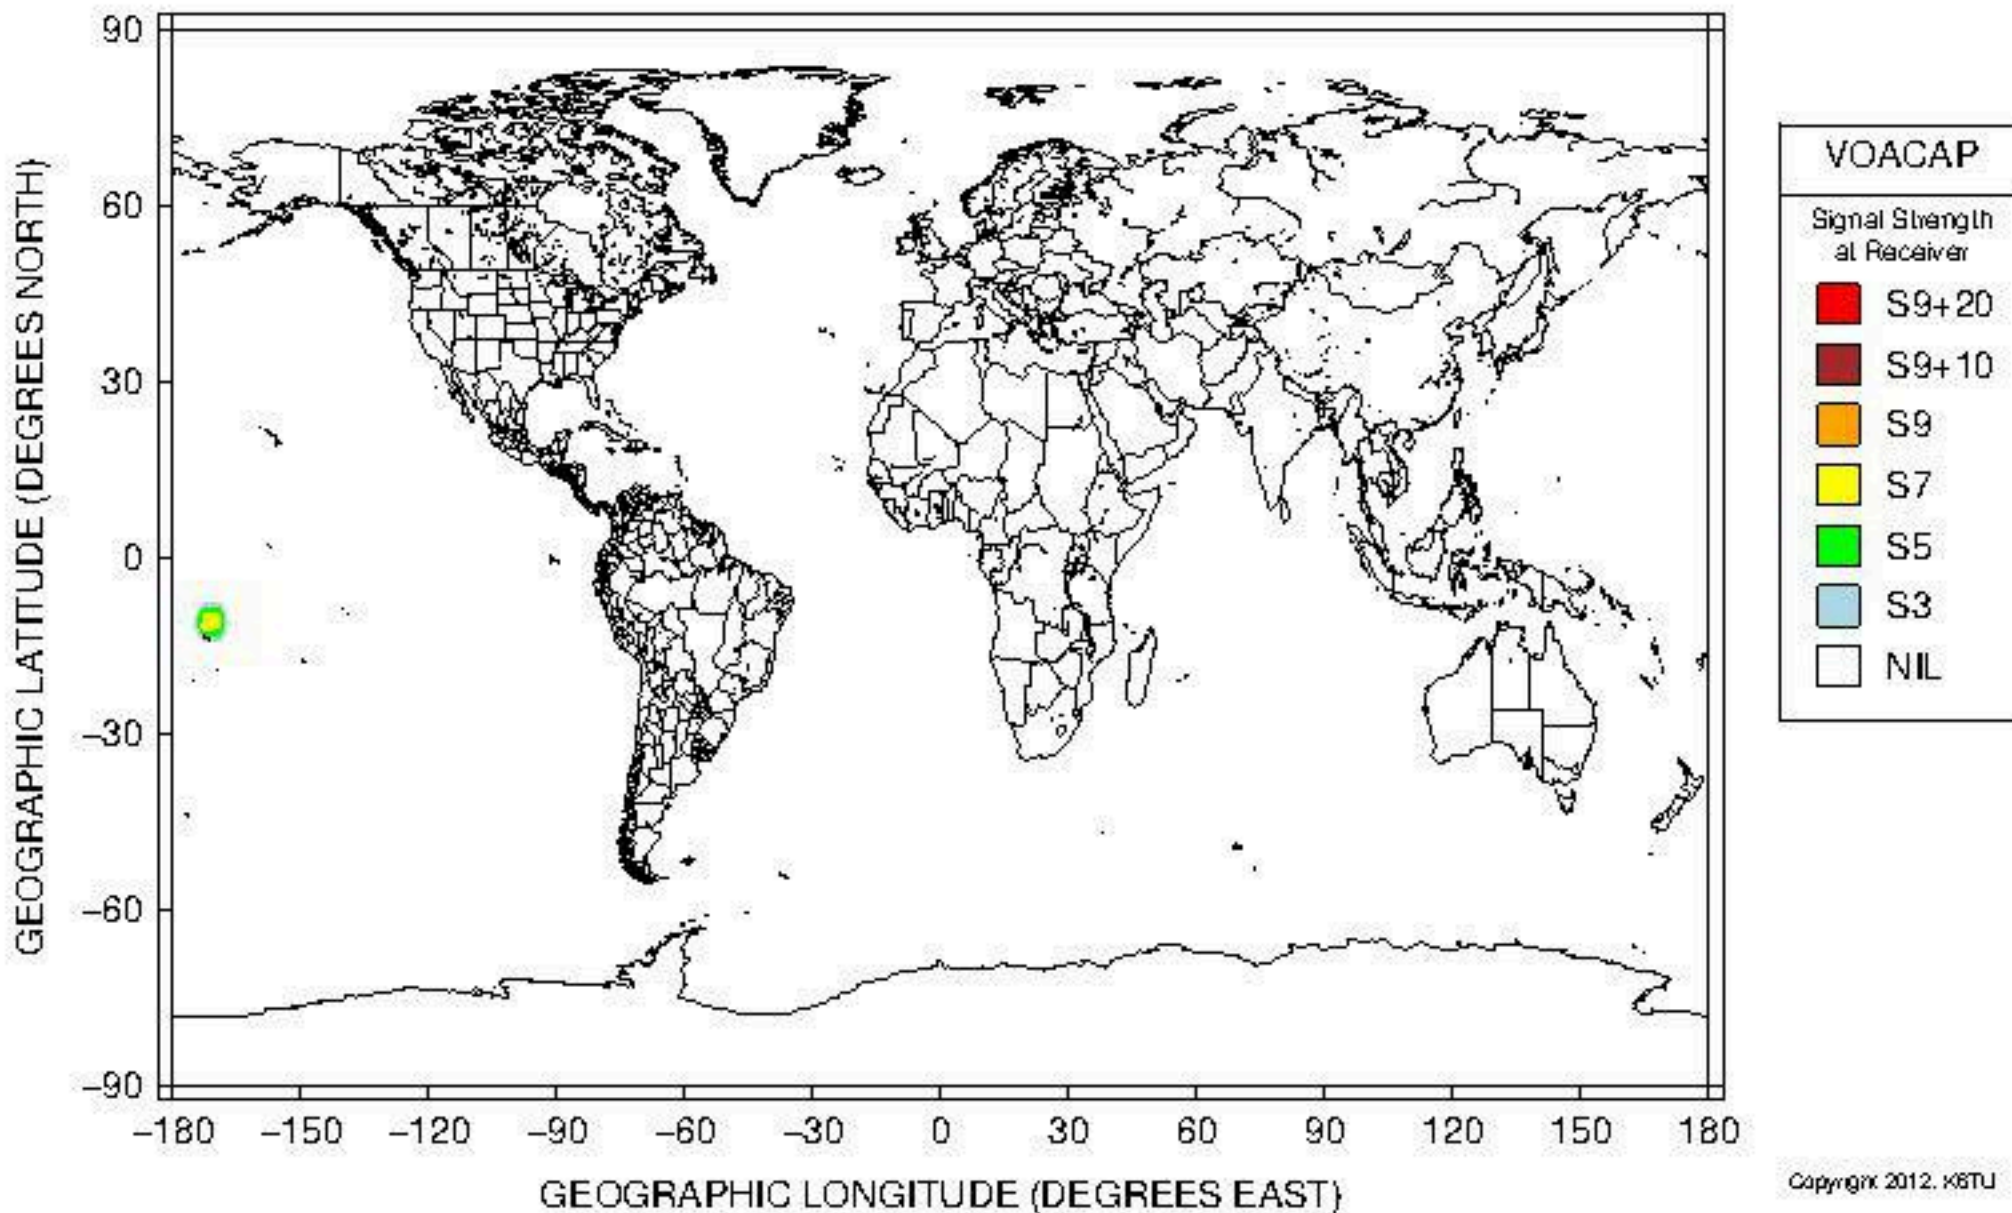 GEOGRAPHIC LATITUDE (DEGREES NORTH)
90
60
30
0
−30
−60
−90
−180 −150 −120 −90 −60 −30 0 30 60 90 120 150 180
GEOGRAPHIC LONGITUDE (DEGREES EAST)
VOACAP
Signal Strength
at Receiver
S9+20
S9+10
S9
S7
S5
S3
NIL
Copyright 2012, K6TU